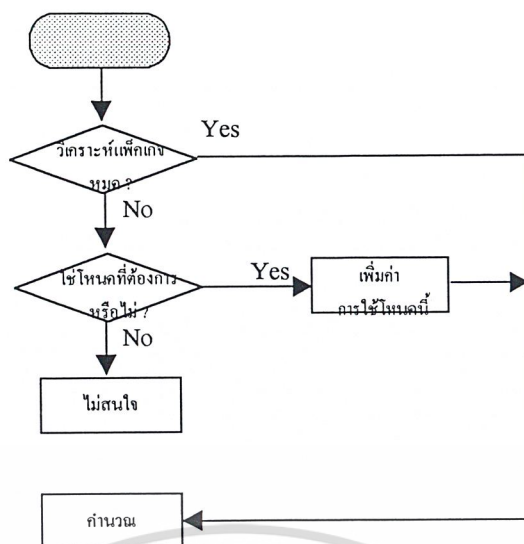 Yes
วิเคราะห์แพ็คเกจ
หมด ?
No
ใช่โหนดที่ต้องการ
หรือไม่ ?
Yes
เพิ่มค่า
การใช้โหนดนี้
No
ไม่สนใจ
คำนวณ